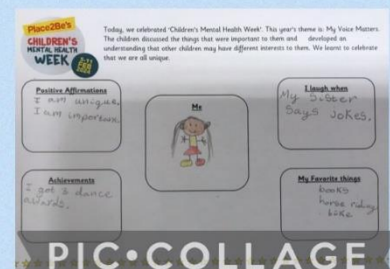 Place2Be's
CHILDREN'S
MENTAL HEALTH
WEEK
Today, we celebrated 'Children's Mental Health Week'. This year's theme is: My Voice Matters.
The children discussed the things that were important to them and developed an
understanding that other children may have different interests to them. We learnt to celebrate
that we are all unique.
Positive Affirmations
I am unique
I am importean
Me
I laugh when
My Sister
Says Jokes.
Achievements
I got 3 dance
awards.
My Favorite things
books
horse riding
bike
PIC•COLLAGE